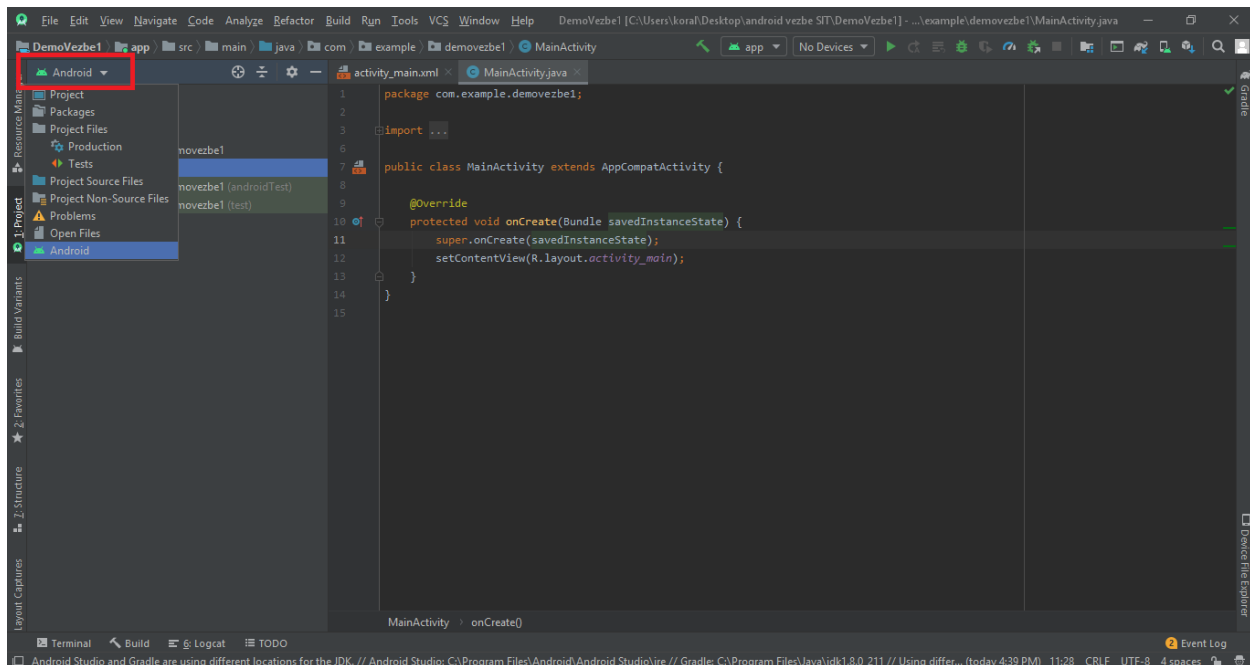 File Edit View Navigate Code Analyze Refactor Build Run Tools VCS Window Help DemoVezbe1 [C:\Users\koral\Desktop\android vezbe SIT\DemoVezbe1] - ...\example\demovezbe1\MainActivity.java
DemoVezbe1 app src main java com example demovezbe1 MainActivity app No Devices
Android activity_main.xml MainActivity.java
Project
Packages
Project Files
Production
Tests
Project Source Files
Project Non-Source Files
Problems
Open Files
Android
(androidTest)
(test)
1 package com.example.demovezbe1;
2
3 import ...
6
7 public class MainActivity extends AppCompatActivity {
8
9 @Override
10 protected void onCreate(Bundle savedInstanceState) {
11 super.onCreate(savedInstanceState);
12 setContentView(R.layout.activity_main);
13 }
14 }
15
Resource Mana
1: Project
Build Variants
2: Favorites
Z: Structure
Layout Captures
Gradle
Device File Explorer
MainActivity onCreate()
Terminal Build 6: Logcat TODO 2 Event Log
Android Studio and Gradle are using different locations for the JDK. // Android Studio: C:\Program Files\Android\Android Studio\jre // Gradle: C:\Program Files\Java\jdk1.8.0_211 // Using differ... (today 4:39 PM) 11:28 CRLF UTF-8 4 spaces